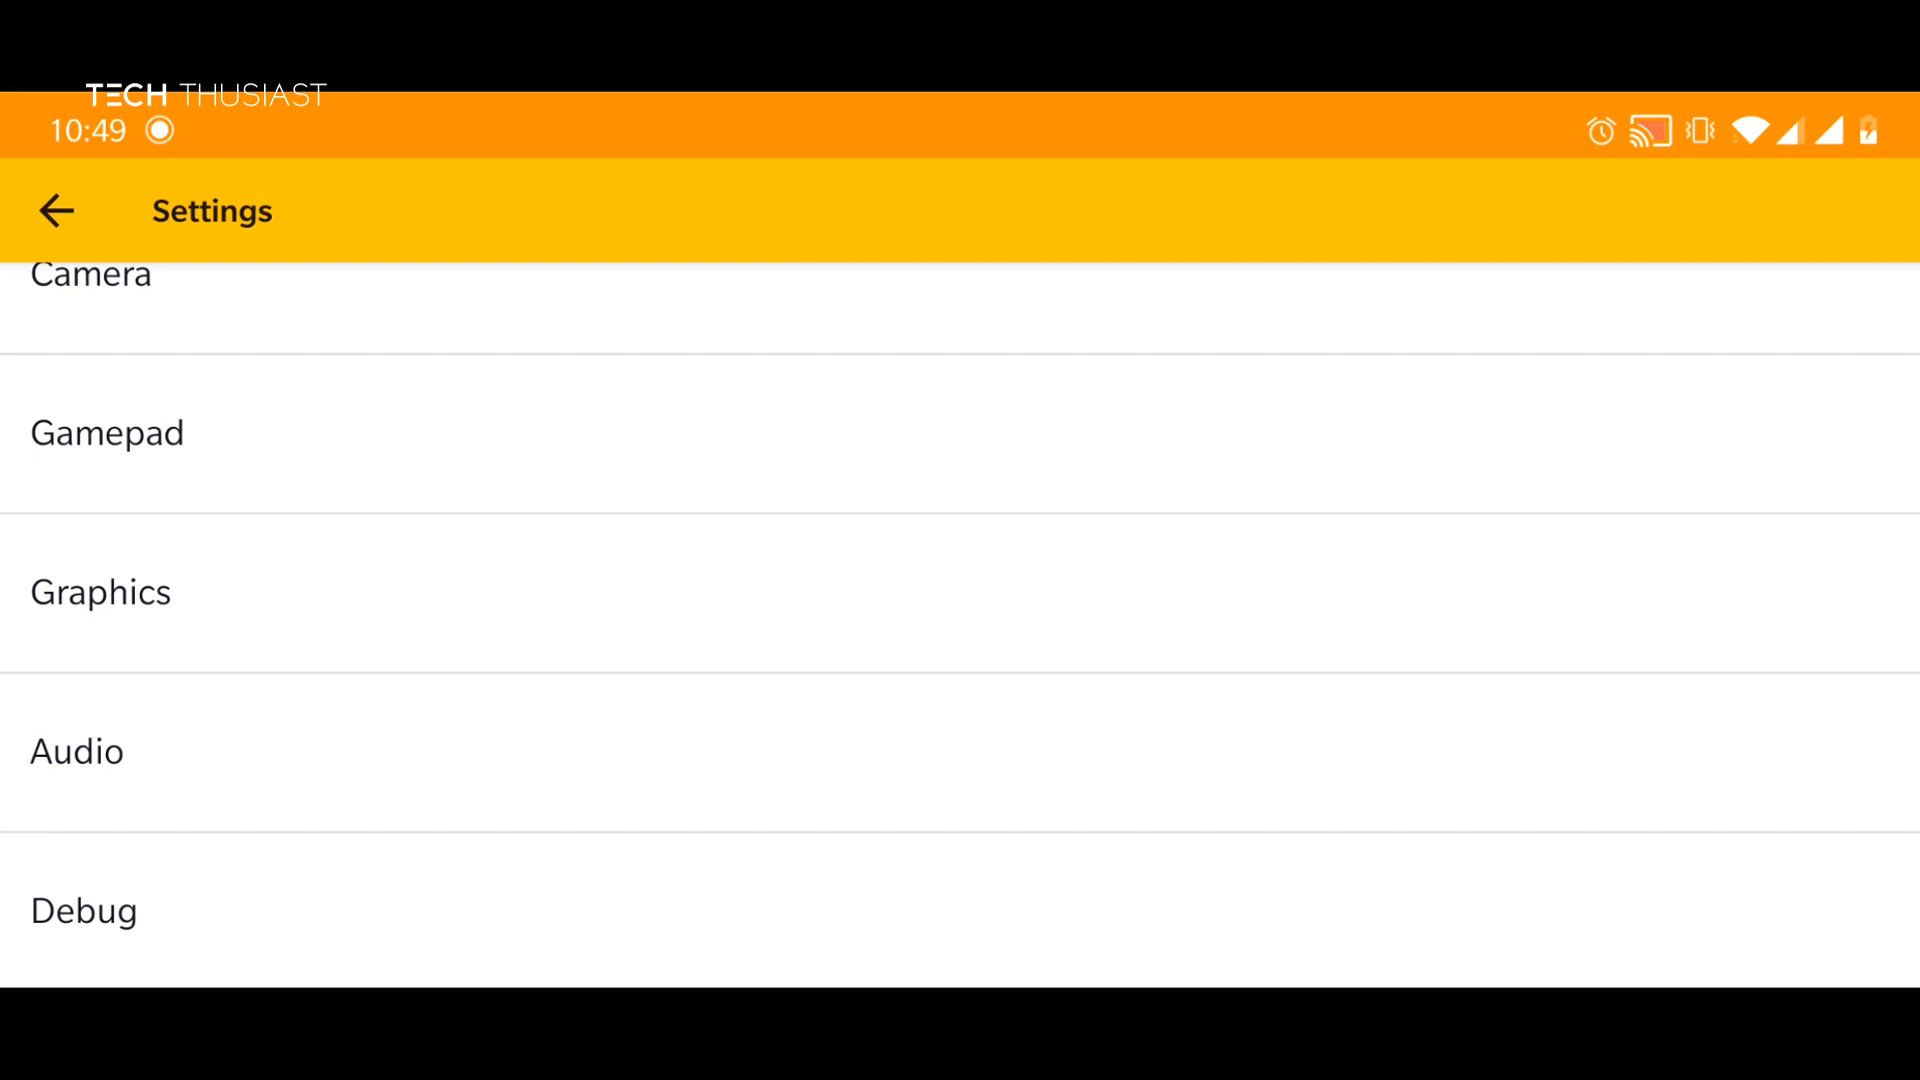 TECH THUSIAST
10:49
Settings
Camera
Gamepad
Graphics
Audio
Debug